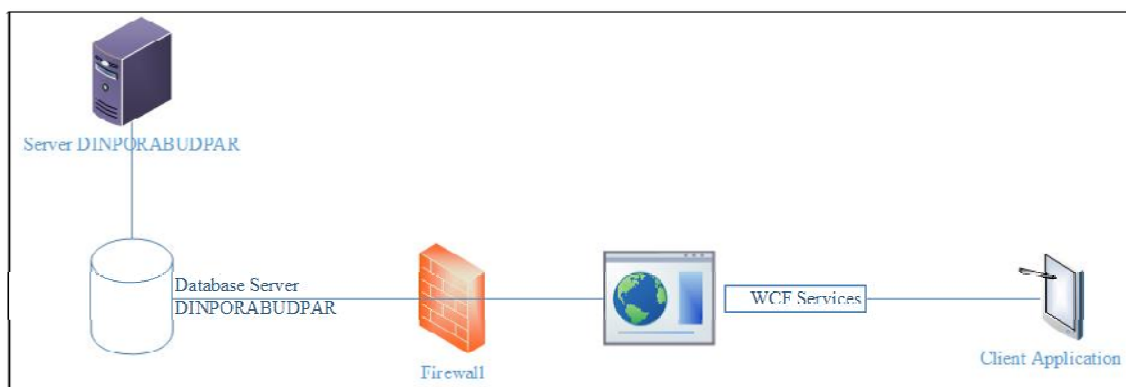 Server DINPORABUDPAR
Database Server
DINPORABUDPAR
WCF Services
Firewall
Client Application